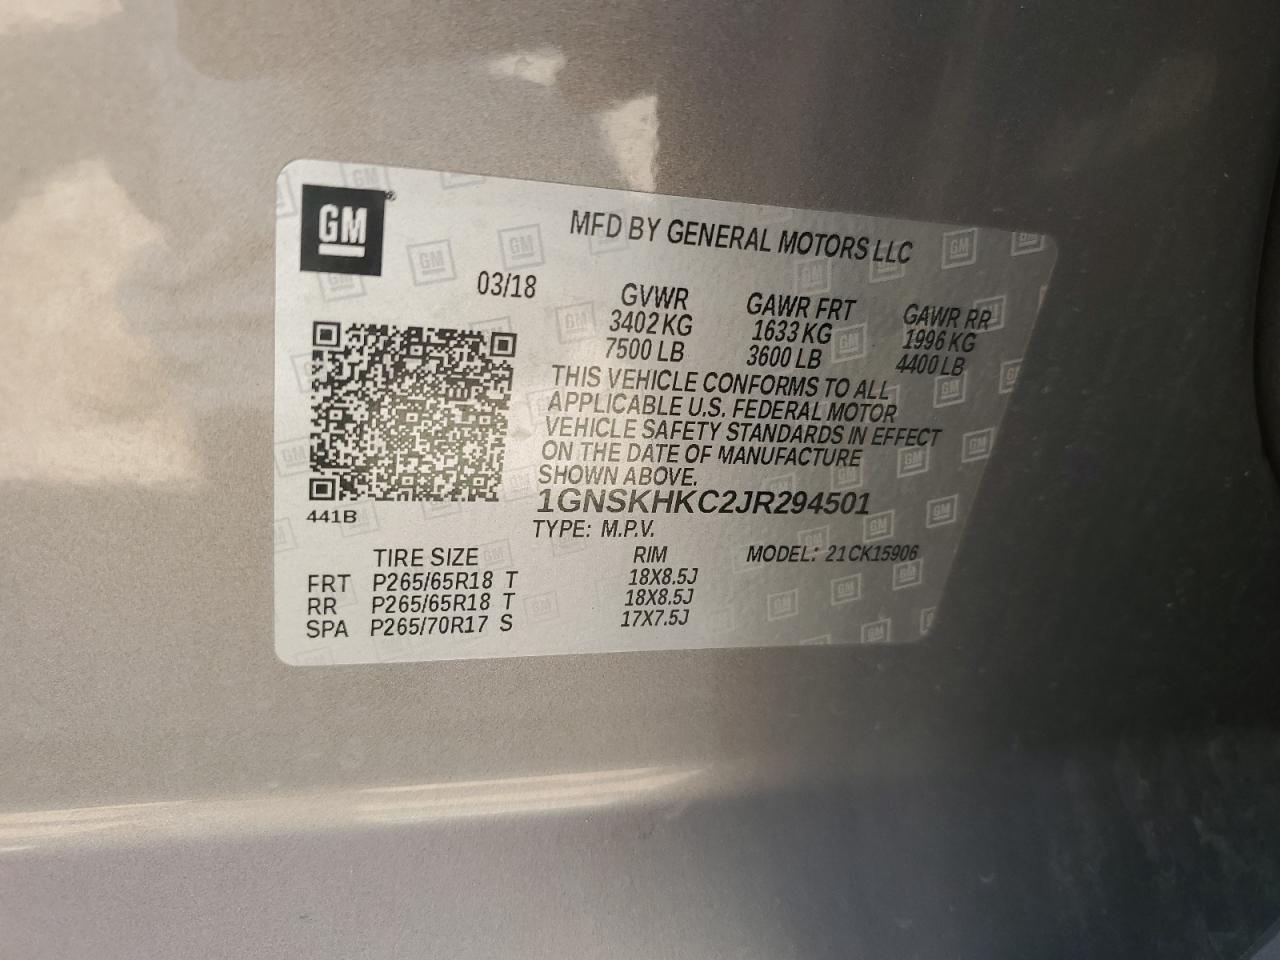 GM
MFD BY GENERAL MOTORS LLC
03/18
GVWR GAWR FRT GAWR RR
3402 KG 1633 KG 1996 KG
7500 LB 3600 LB 4400 LB
THIS VEHICLE CONFORMS TO ALL
APPLICABLE U.S. FEDERAL MOTOR
VEHICLE SAFETY STANDARDS IN EFFECT
ON THE DATE OF MANUFACTURE
SHOWN ABOVE.
1GNSKHKC2JR294501
441B
TYPE: M.P.V.
TIRE SIZE RIM MODEL: 21CK15906
FRT P265/65R18 T 18X8.5J
RR P265/65R18 T 18X8.5J
SPA P265/70R17 S 17X7.5J